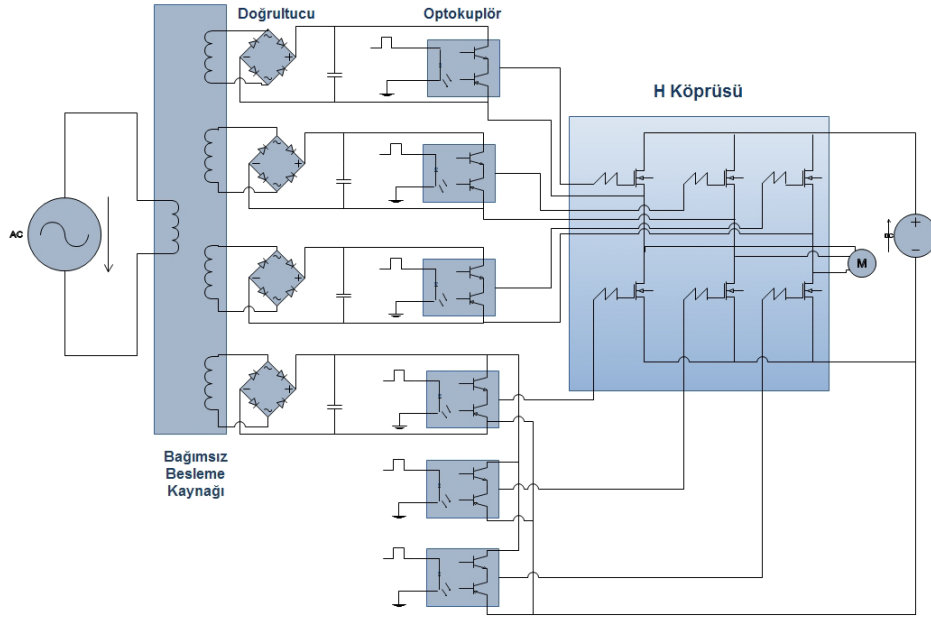 Doğrultucu
Optokuplör
H Köprüsü
AC
M
Bağımsız
Besleme
Kaynağı